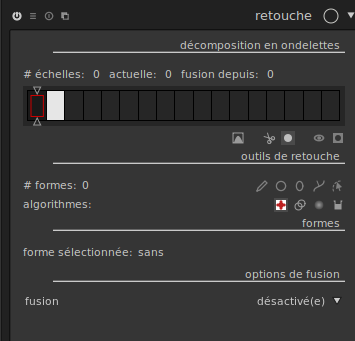 retouche
décomposition en ondelettes
# échelles: 0 actuelle: 0 fusion depuis: 0
outils de retouche
# formes: 0
algorithmes:
formes
forme sélectionnée: sans
options de fusion
fusion désactivé(e)